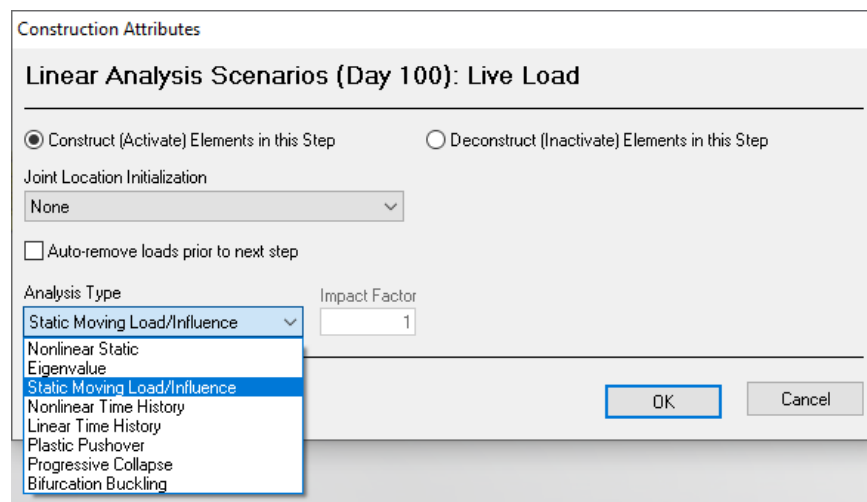 Construction Attributes
Linear Analysis Scenarios (Day 100): Live Load
Construct (Activate) Elements in this Step
Deconstruct (Inactivate) Elements in this Step
Joint Location Initialization
None
Auto-remove loads prior to next step
Analysis Type
Impact Factor
Static Moving Load/Influence
1
Nonlinear Static
Eigenvalue
Static Moving Load/Influence
Nonlinear Time History
Linear Time History
Plastic Pushover
Progressive Collapse
Bifurcation Buckling
OK
Cancel